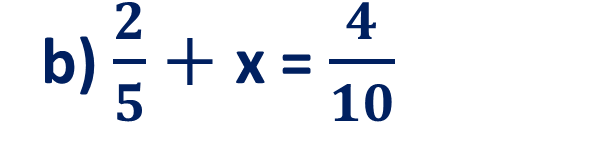 b) 2/5 + x = 4/10